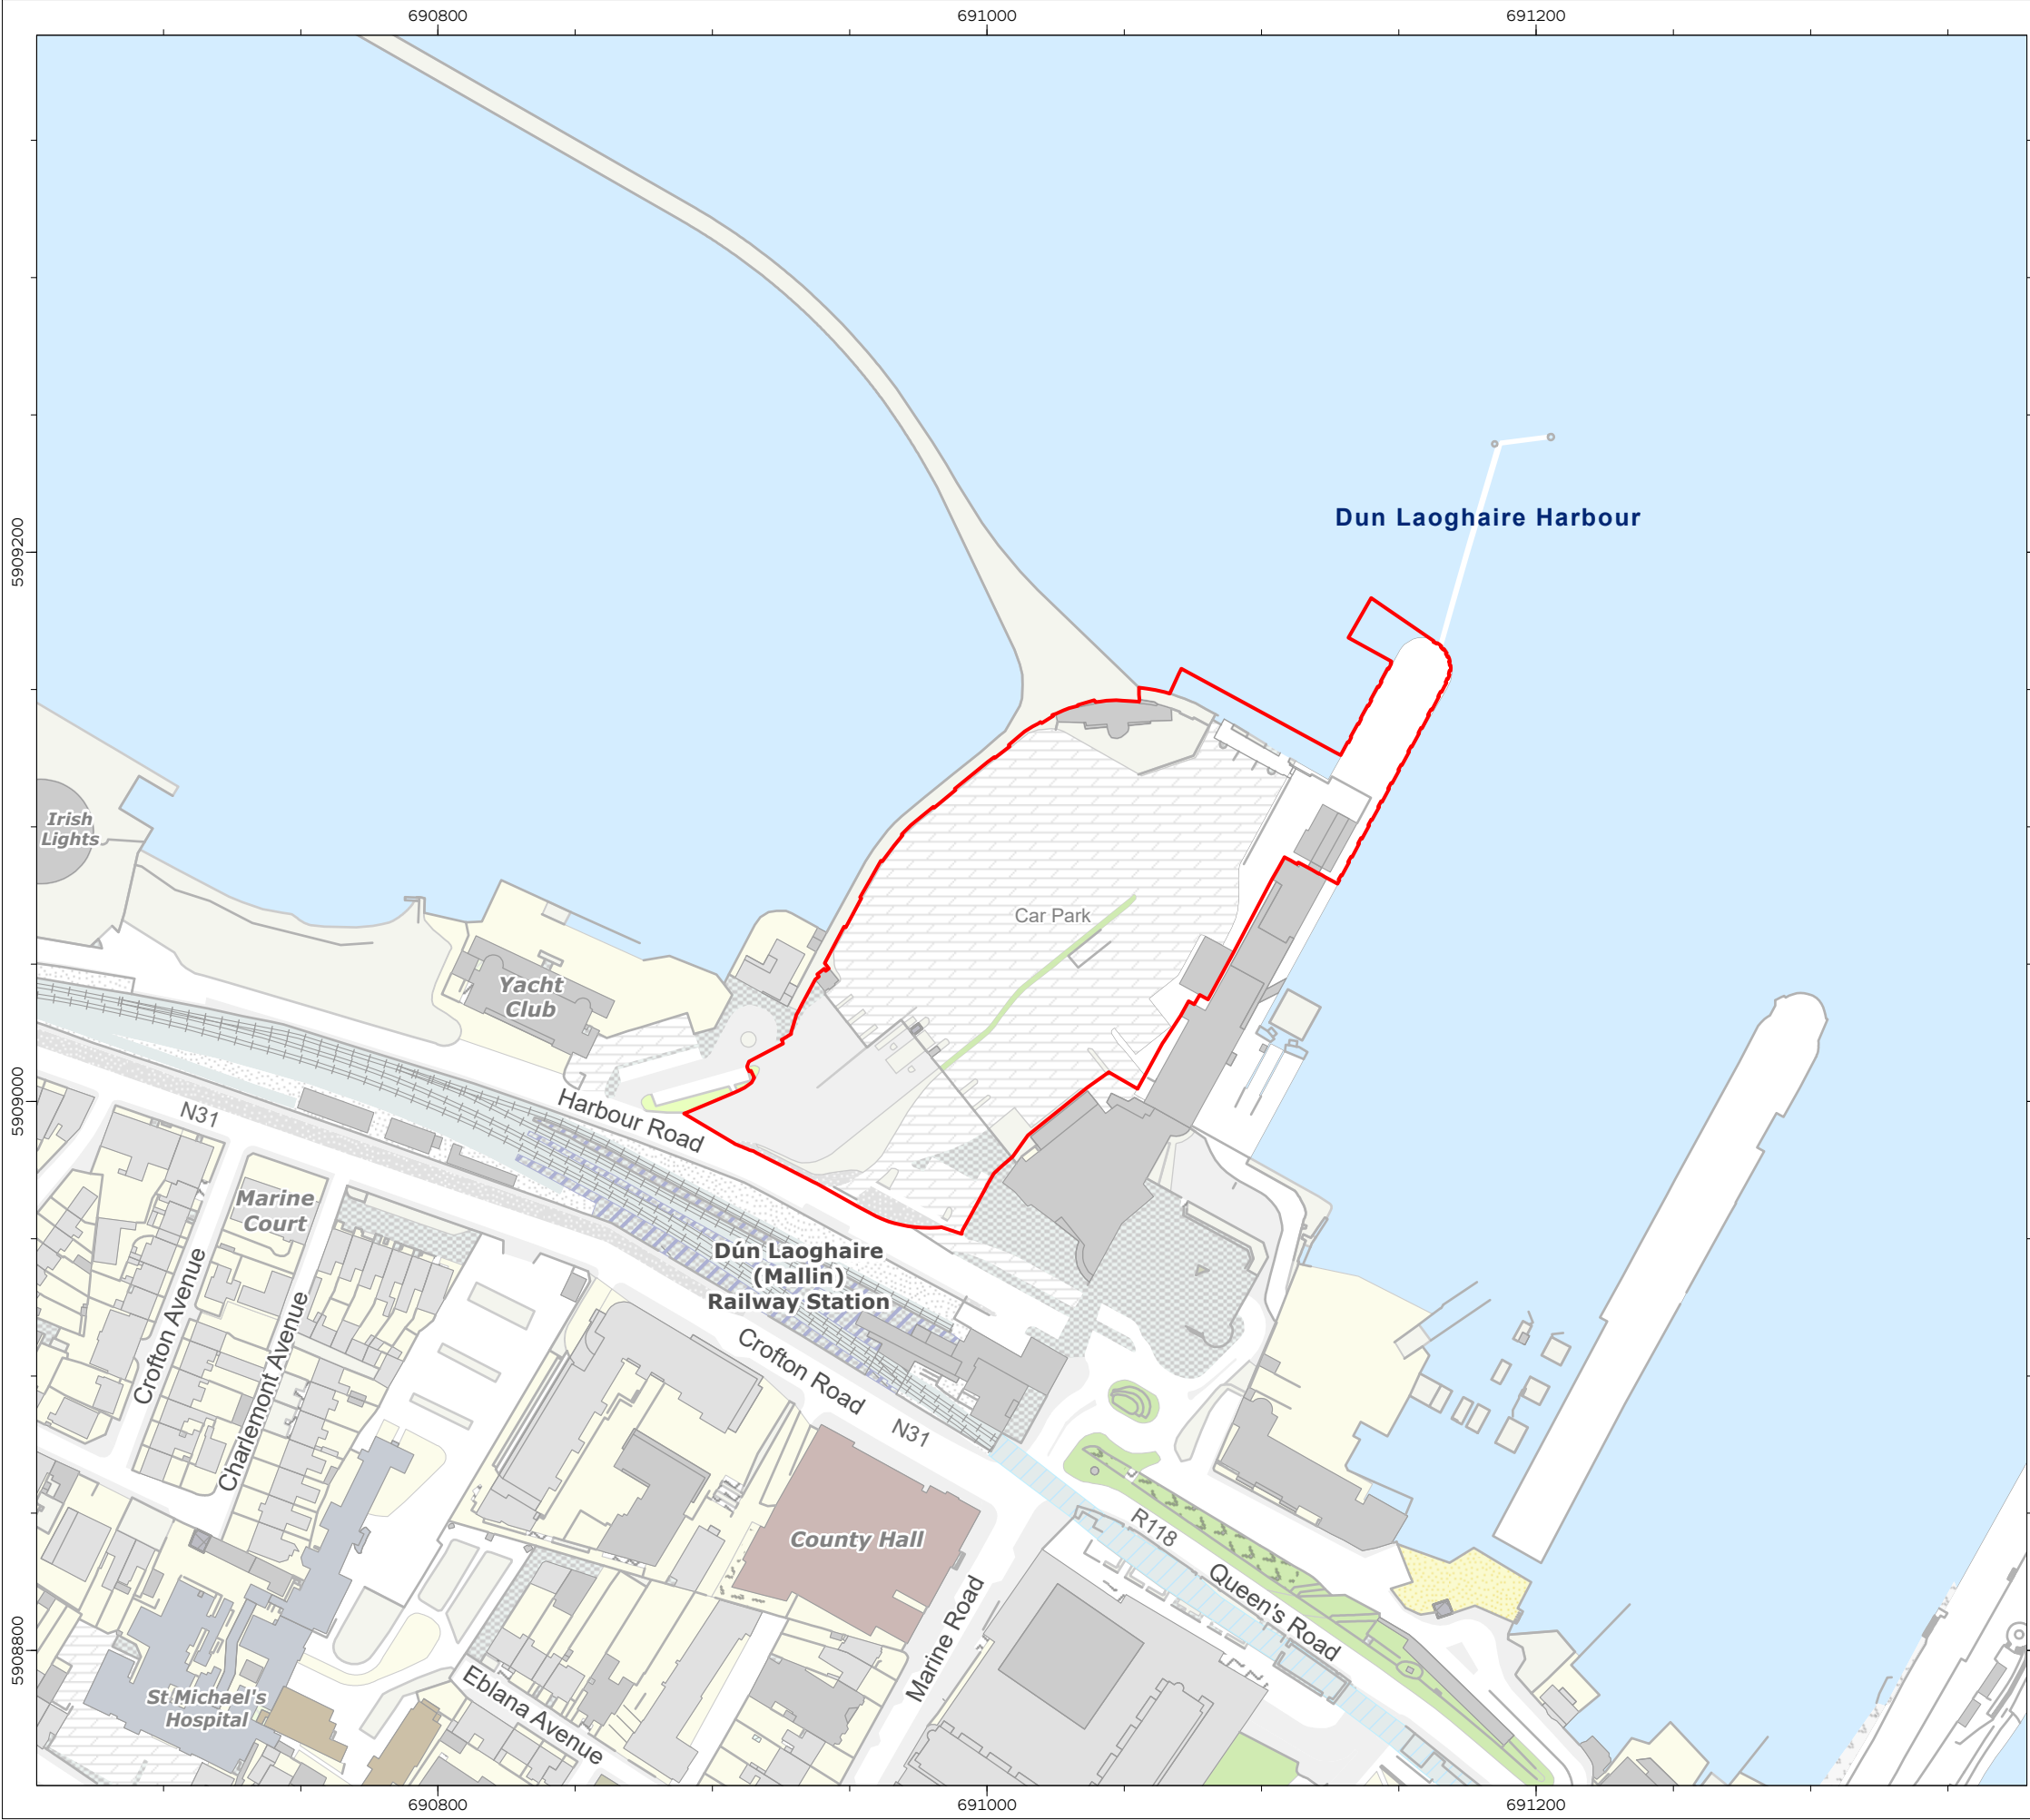 690800
691000
691200
5909200
Dun Laoghaire Harbour
Irish
Lights
Car Park
Yacht
Club
5909000
N31
Harbour Road
Marine
Court
Dún Laoghaire
(Mallin)
Railway Station
Crofton Avenue
Charlemont Avenue
Crofton Road
N31
County Hall
R118
Queen's Road
Marine Road
5908800
St Michael's
Hospital
Eblana Avenue
690800
691000
691200